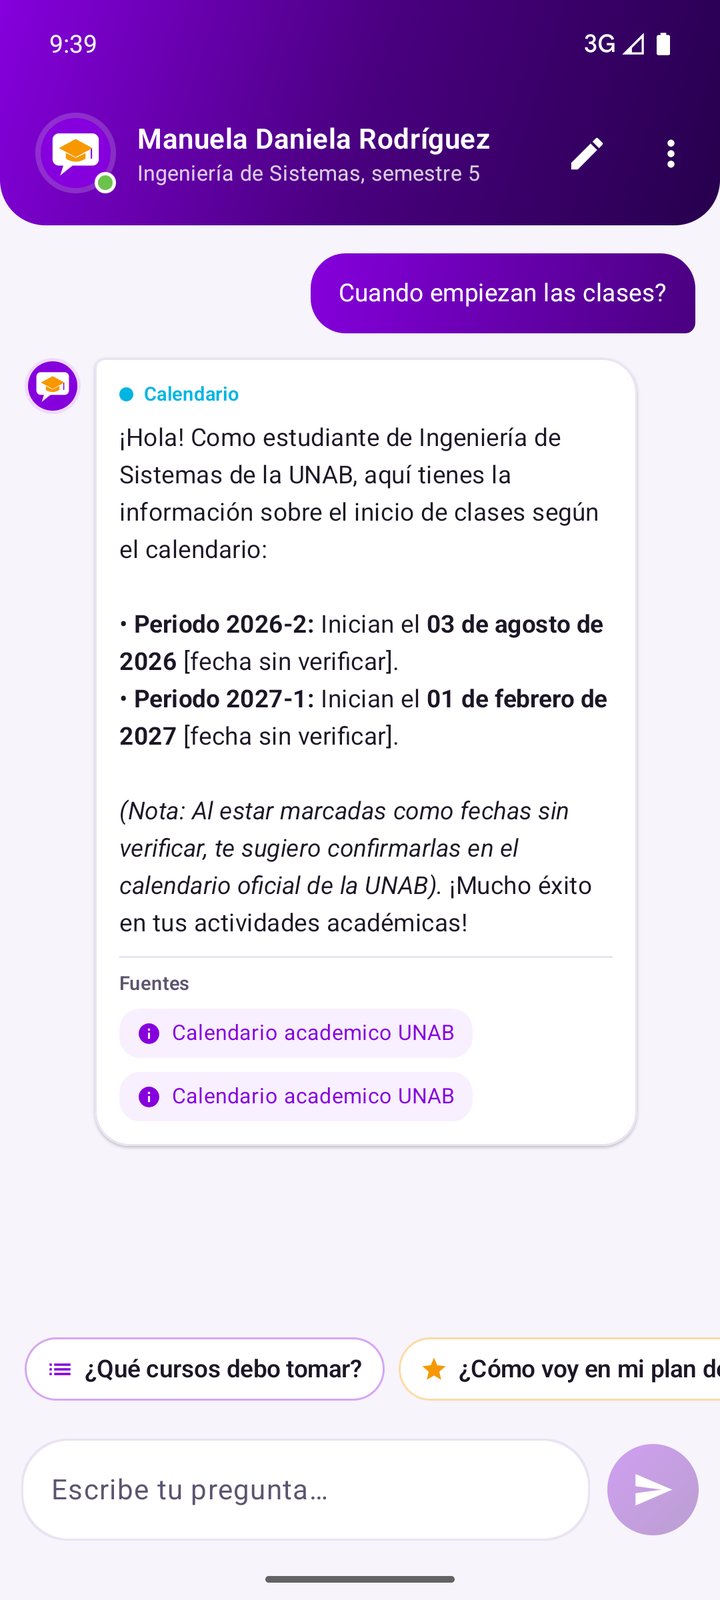 9:39
3G
Manuela Daniela Rodríguez
Ingeniería de Sistemas, semestre 5
Cuando empiezan las clases?
Calendario
¡Hola! Como estudiante de Ingeniería de
Sistemas de la UNAB, aquí tienes la
información sobre el inicio de clases según
el calendario:
• Periodo 2026-2: Inician el 03 de agosto de
2026 [fecha sin verificar].
• Periodo 2027-1: Inician el 01 de febrero de
2027 [fecha sin verificar].
(Nota: Al estar marcadas como fechas sin
verificar, te sugiero confirmarlas en el
calendario oficial de la UNAB). ¡Mucho éxito
en tus actividades académicas!
Fuentes
Calendario academico UNAB
Calendario academico UNAB
¿Qué cursos debo tomar?
¿Cómo voy en mi plan de
Escribe tu pregunta...